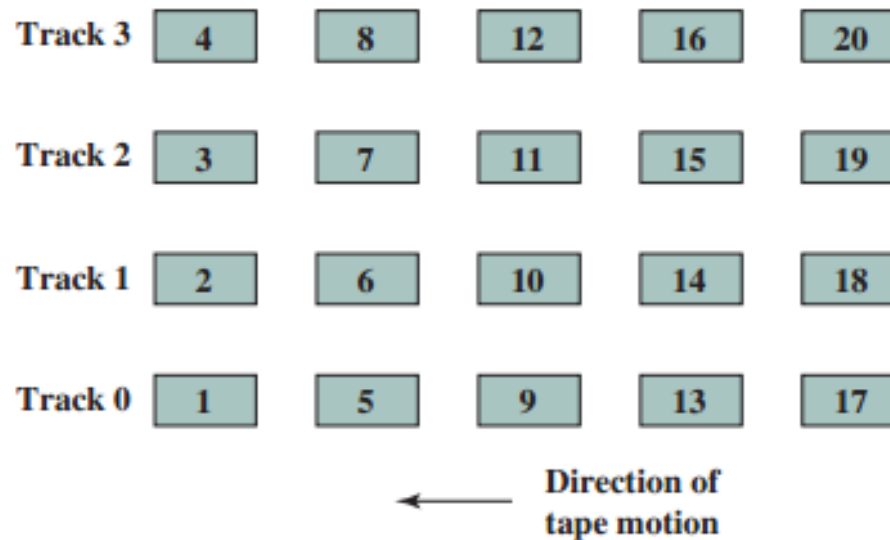 Track 3 4 8 12 16 20
Track 2 3 7 11 15 19
Track 1 2 6 10 14 18
Track 0 1 5 9 13 17
Direction of
tape motion